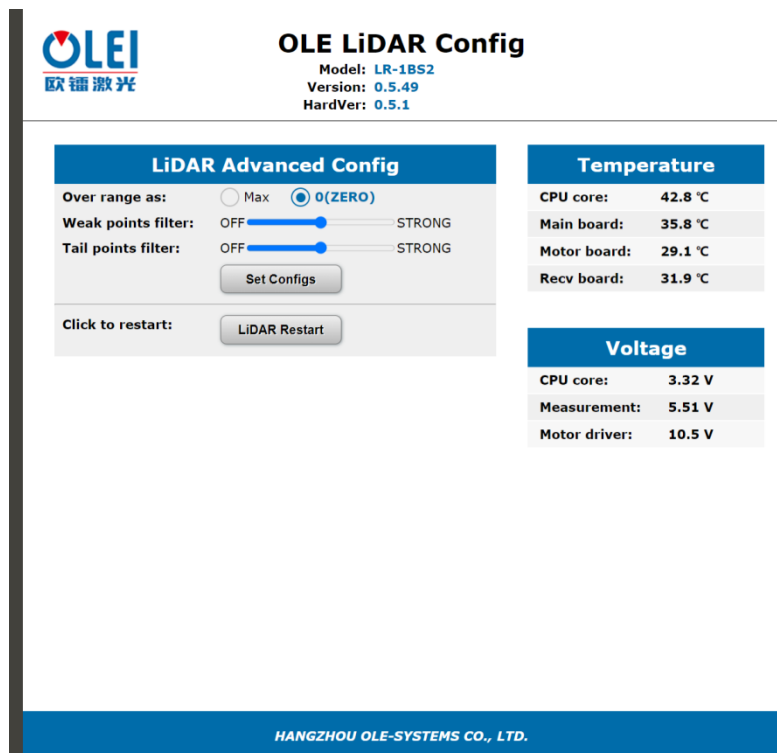 OLEI
欧镭激光
OLE LiDAR Config
Model: LR-1BS2
Version: 0.5.49
HardVer: 0.5.1
LiDAR Advanced Config
Over range as: Max 0(ZERO)
Weak points filter: OFF STRONG
Tail points filter: OFF STRONG
Set Configs
Click to restart: LiDAR Restart
Temperature
CPU core: 42.8 ℃
Main board: 35.8 ℃
Motor board: 29.1 ℃
Recv board: 31.9 ℃
Voltage
CPU core: 3.32 V
Measurement: 5.51 V
Motor driver: 10.5 V
HANGZHOU OLE-SYSTEMS CO., LTD.